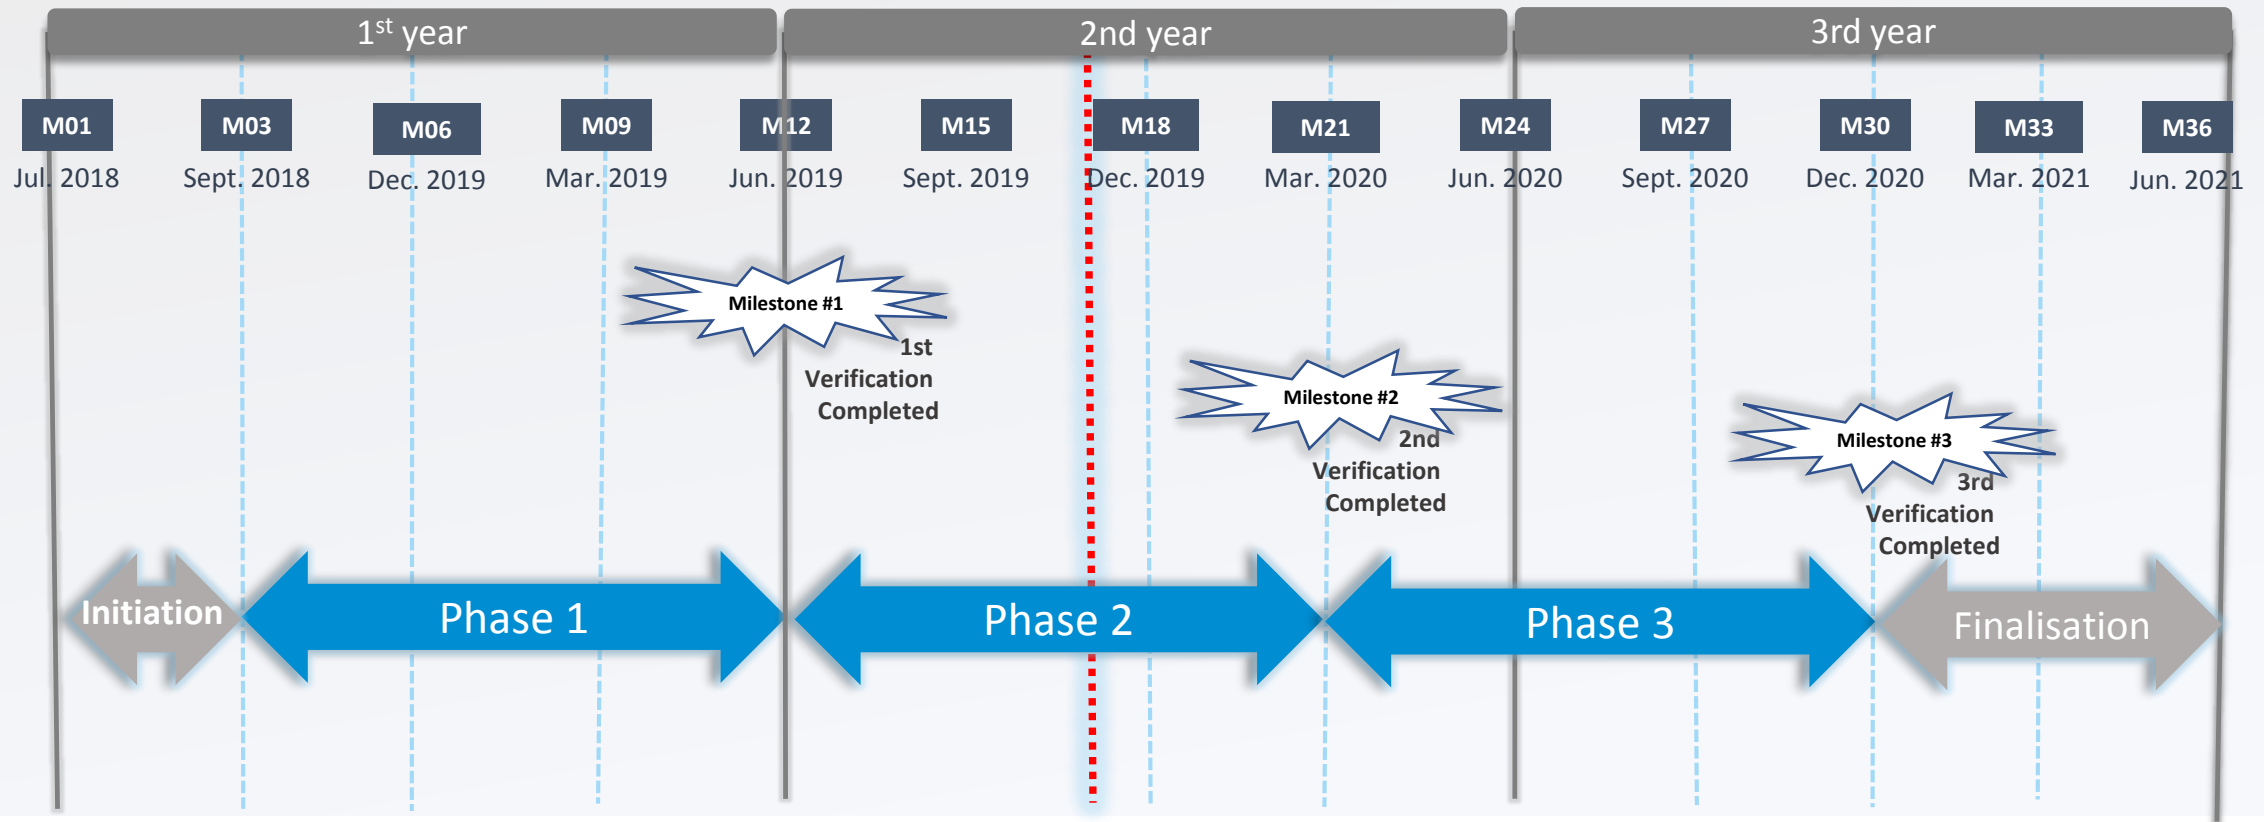 1st year
2nd year
3rd year
M01
M03
M06
M09
M12
M15
M18
M21
M24
M27
M30
M33
M36
Jul. 2018
Sept. 2018
Dec. 2019
Mar. 2019
Jun. 2019
Sept. 2019
Dec. 2019
Mar. 2020
Jun. 2020
Sept. 2020
Dec. 2020
Mar. 2021
Jun. 2021
Milestone #1
1st
Verification
Completed
Milestone #2
2nd
Verification
Completed
Milestone #3
3rd
Verification
Completed
Initiation
Phase 1
Phase 2
Phase 3
Finalisation